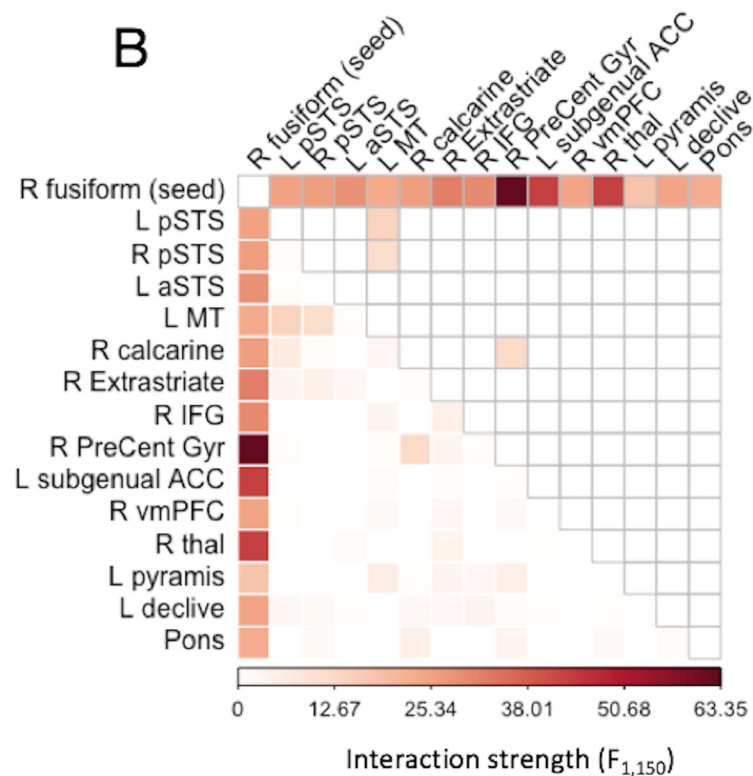 B
R fusiform (seed)
L pSTS
R pSTS
L aSTS
L MT
R calcarine
R Extrastriate
R IFG
R PreCent Gyr
L subgenual ACC
R vmPFC
R thal
L pyramis
L declive
Pons
R fusiform (seed)
L pSTS
R pSTS
L aSTS
L MT
R calcarine
R Extrastriate
R IFG
R PreCent Gyr
L subgenual ACC
R vmPFC
R thal
L pyramis
L declive
Pons
0 12.67 25.34 38.01 50.68 63.35
Interaction strength (F1,150)